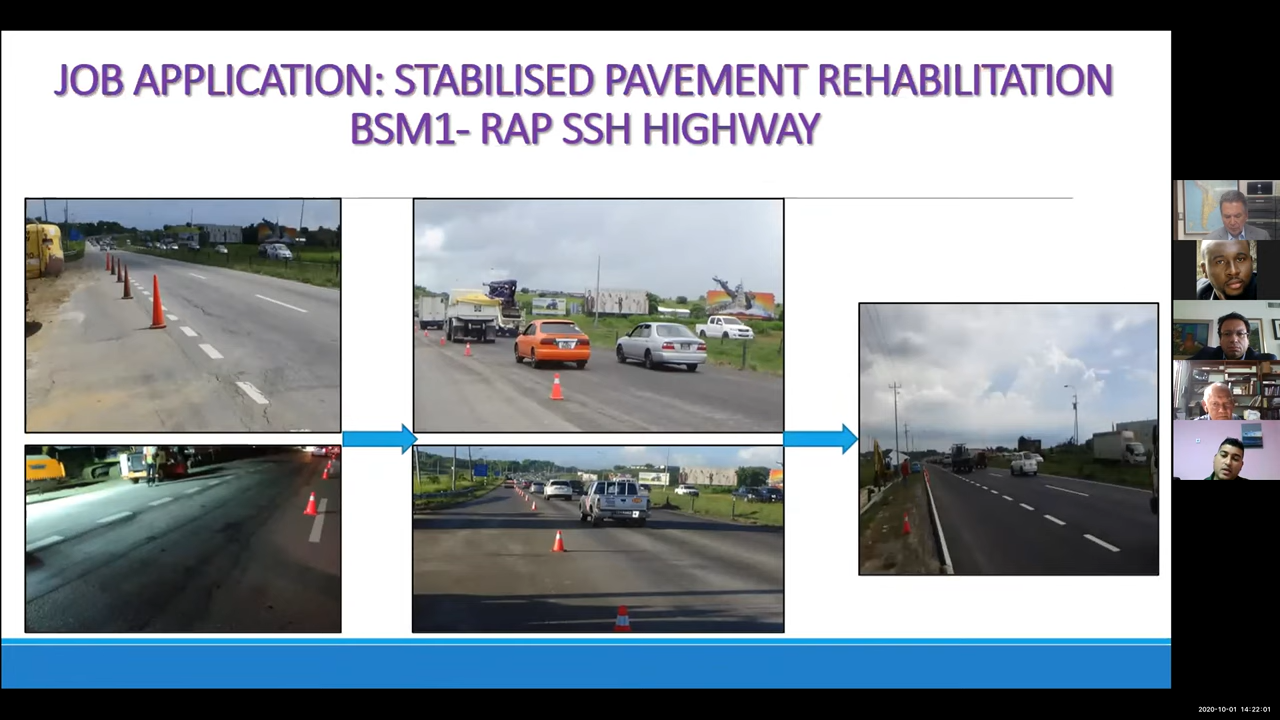 JOB APPLICATION: STABILISED PAVEMENT REHABILITATION
BSM1- RAP SSH HIGHWAY
2020-10-01 14:22:01